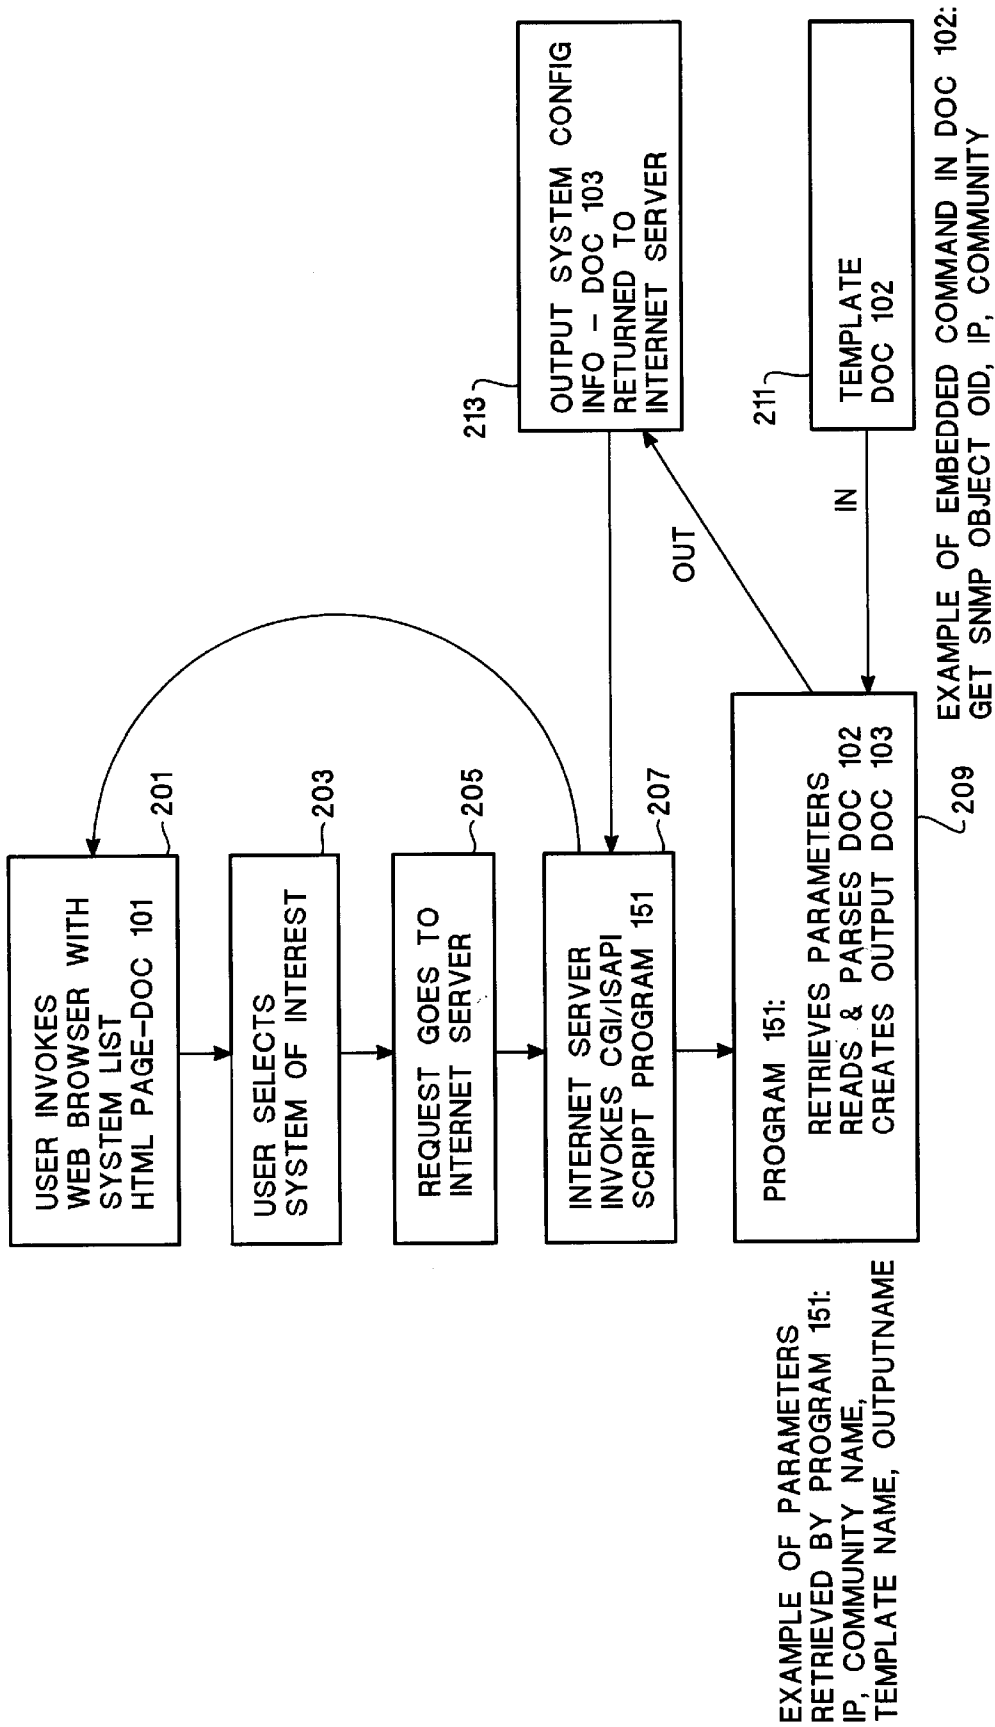 USER INVOKES
WEB BROWSER WITH
SYSTEM LIST
HTML PAGE-DOC 101
201
USER SELECTS
SYSTEM OF INTEREST
203
REQUEST GOES TO
INTERNET SERVER
205
INTERNET SERVER
INVOKES CGI/ISAPI
SCRIPT PROGRAM 151
207
PROGRAM 151:
RETRIEVES PARAMETERS
READS & PARSES DOC 102
CREATES OUTPUT DOC 103
209
OUT
IN
213
OUTPUT SYSTEM CONFIG
INFO – DOC 103
RETURNED TO
INTERNET SERVER
211
TEMPLATE
DOC 102
EXAMPLE OF PARAMETERS
RETRIEVED BY PROGRAM 151:
IP, COMMUNITY NAME,
TEMPLATE NAME, OUTPUTNAME
EXAMPLE OF EMBEDDED COMMAND IN DOC 102:
GET SNMP OBJECT OID, IP, COMMUNITY